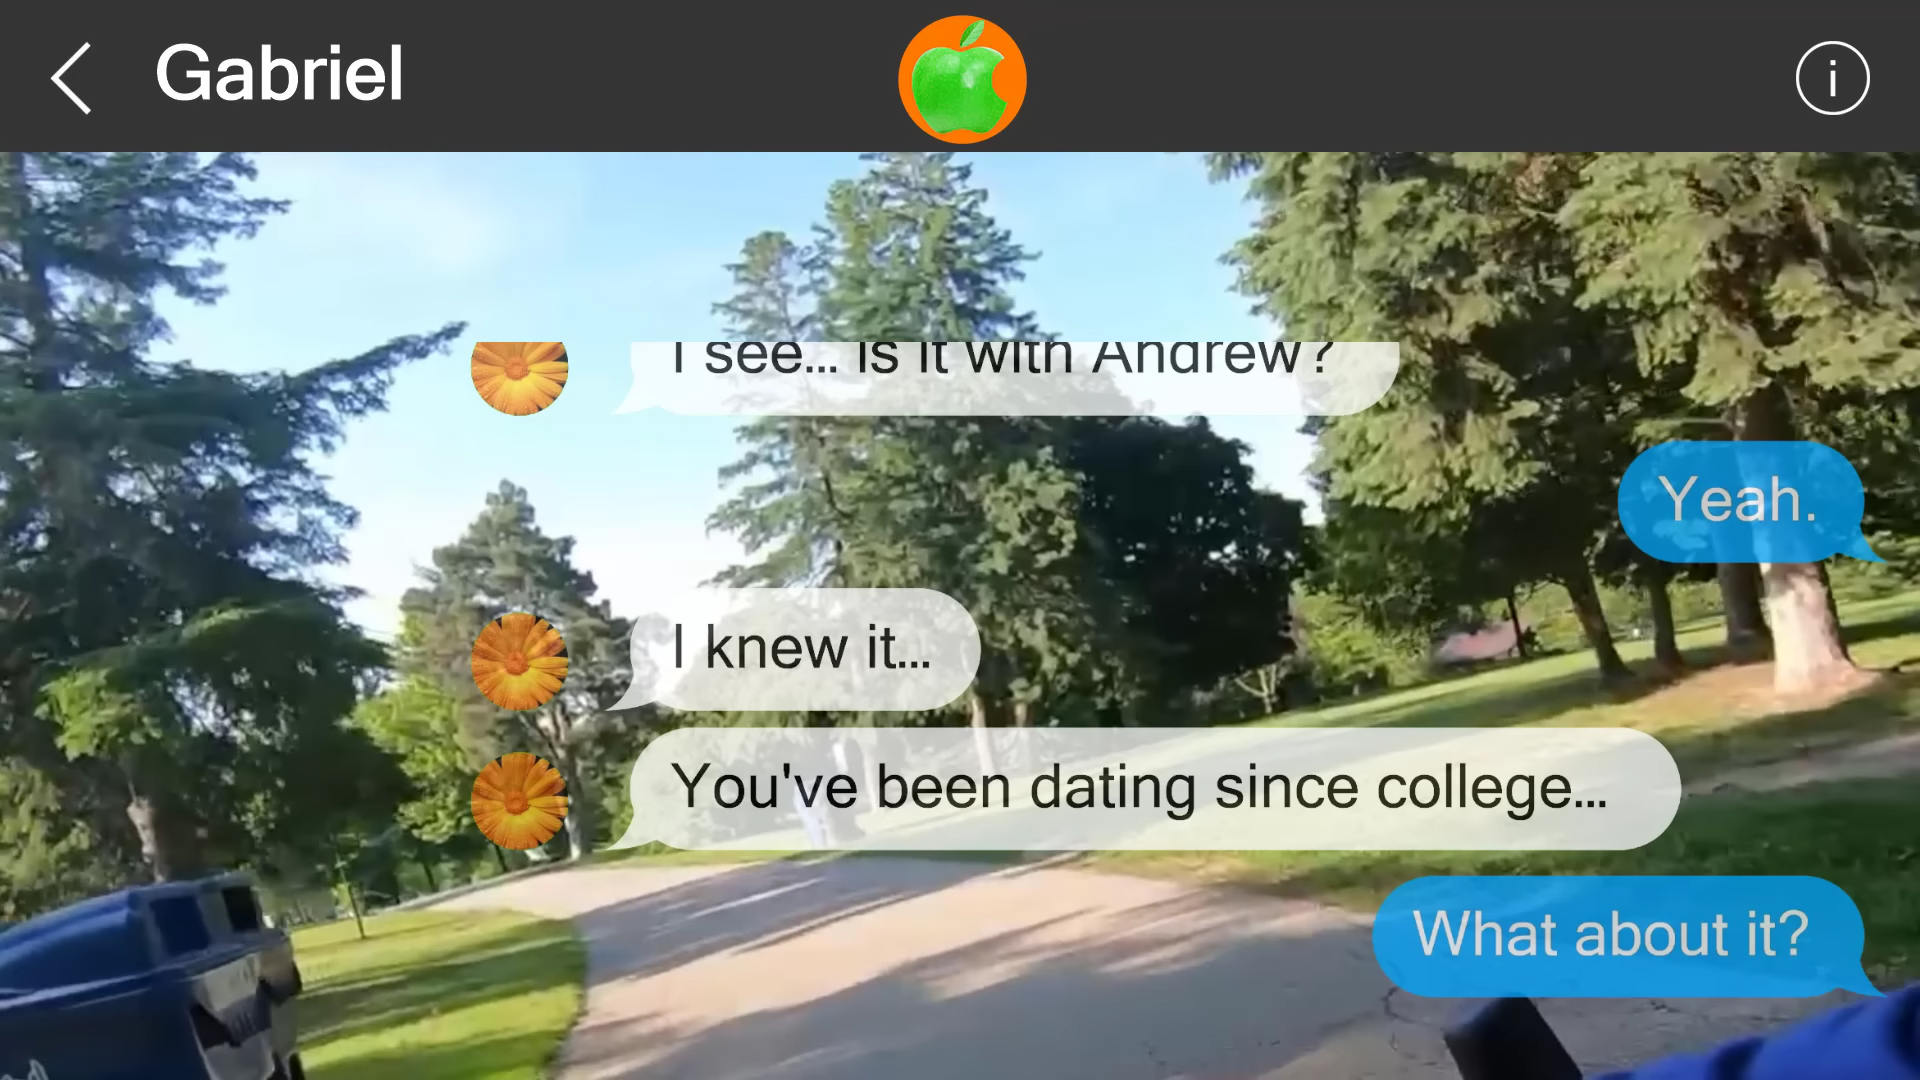 Gabriel
I see... Is it with Andrew?
Yeah.
I knew it...
You've been dating since college...
What about it?